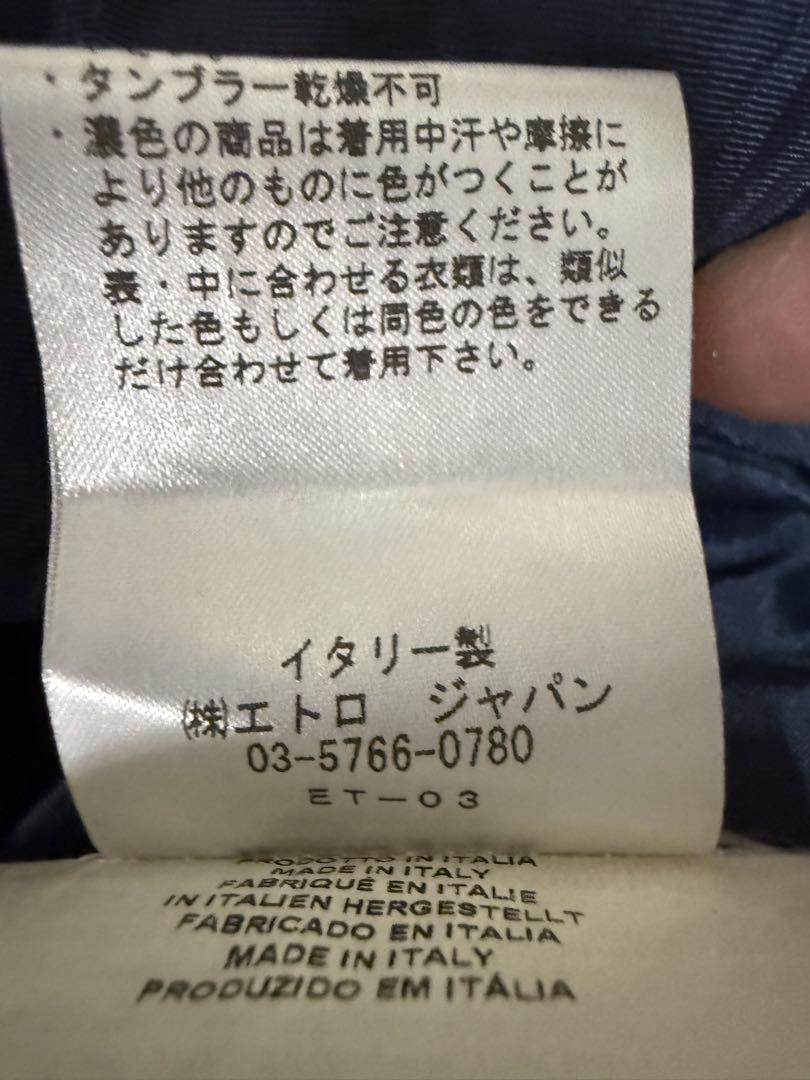 ・タンブラー乾燥不可
・濃色の商品は着用中汗や摩擦に
より他のものに色がつくことが
ありますのでご注意ください。
表・中に合わせる衣類は、類似
した色もしくは同色の色をできる
だけ合わせて着用下さい。
イタリー製
㈱エトロ ジャパン
03-5766-0780
ET-03
PRODOTTO IN ITALIA
MADE IN ITALY
FABRIQUÉ EN ITALIE
IN ITALIEN HERGESTELLT
FABRICADO EN ITALIA
MADE IN ITALY
PRODUZIDO EM ITÁLIA